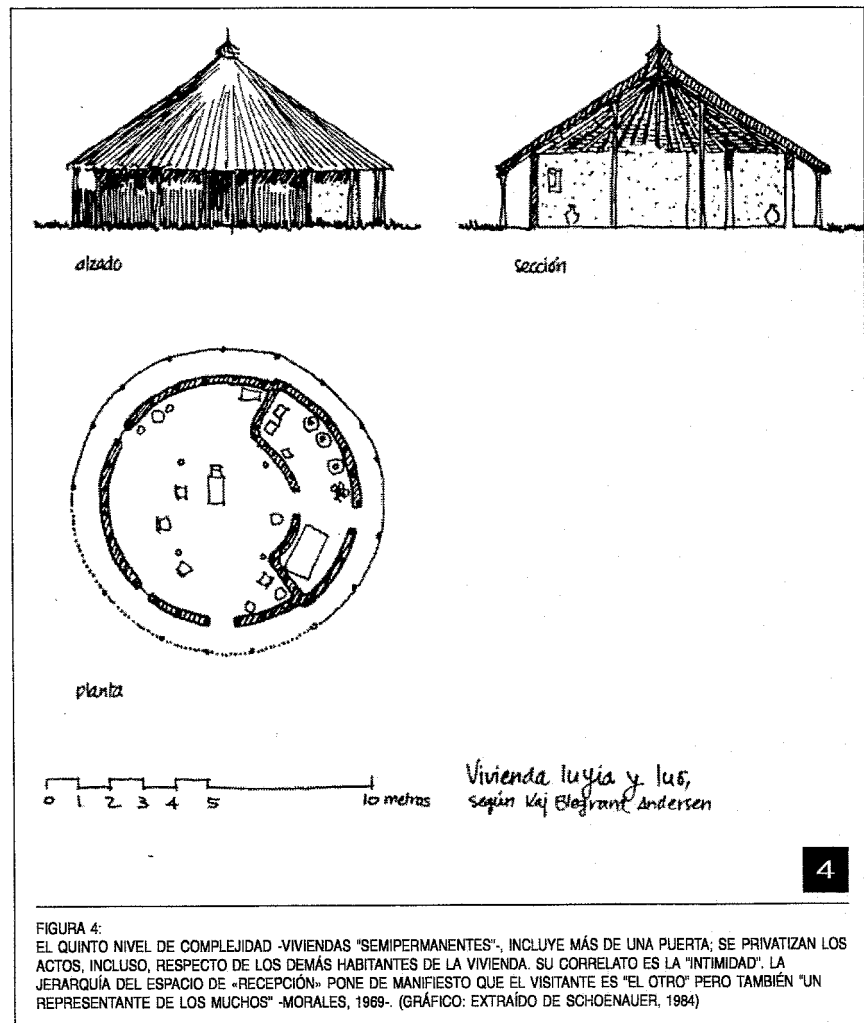 alzado
sección
planta
0 1 2 3 4 5 10 metros
Vivienda luyia y luo,
según Kaj Blegvand Andersen
4
FIGURA 4:
EL QUINTO NIVEL DE COMPLEJIDAD -VIVIENDAS "SEMIPERMANENTES"-, INCLUYE MÁS DE UNA PUERTA; SE PRIVATIZAN LOS
ACTOS, INCLUSO, RESPECTO DE LOS DEMÁS HABITANTES DE LA VIVIENDA. SU CORRELATO ES LA "INTIMIDAD". LA
JERARQUÍA DEL ESPACIO DE «RECEPCIÓN» PONE DE MANIFIESTO QUE EL VISITANTE ES "EL OTRO" PERO TAMBIÉN "UN
REPRESENTANTE DE LOS MUCHOS" -MORALES, 1969-. (GRÁFICO: EXTRAÍDO DE SCHOENAUER, 1984)